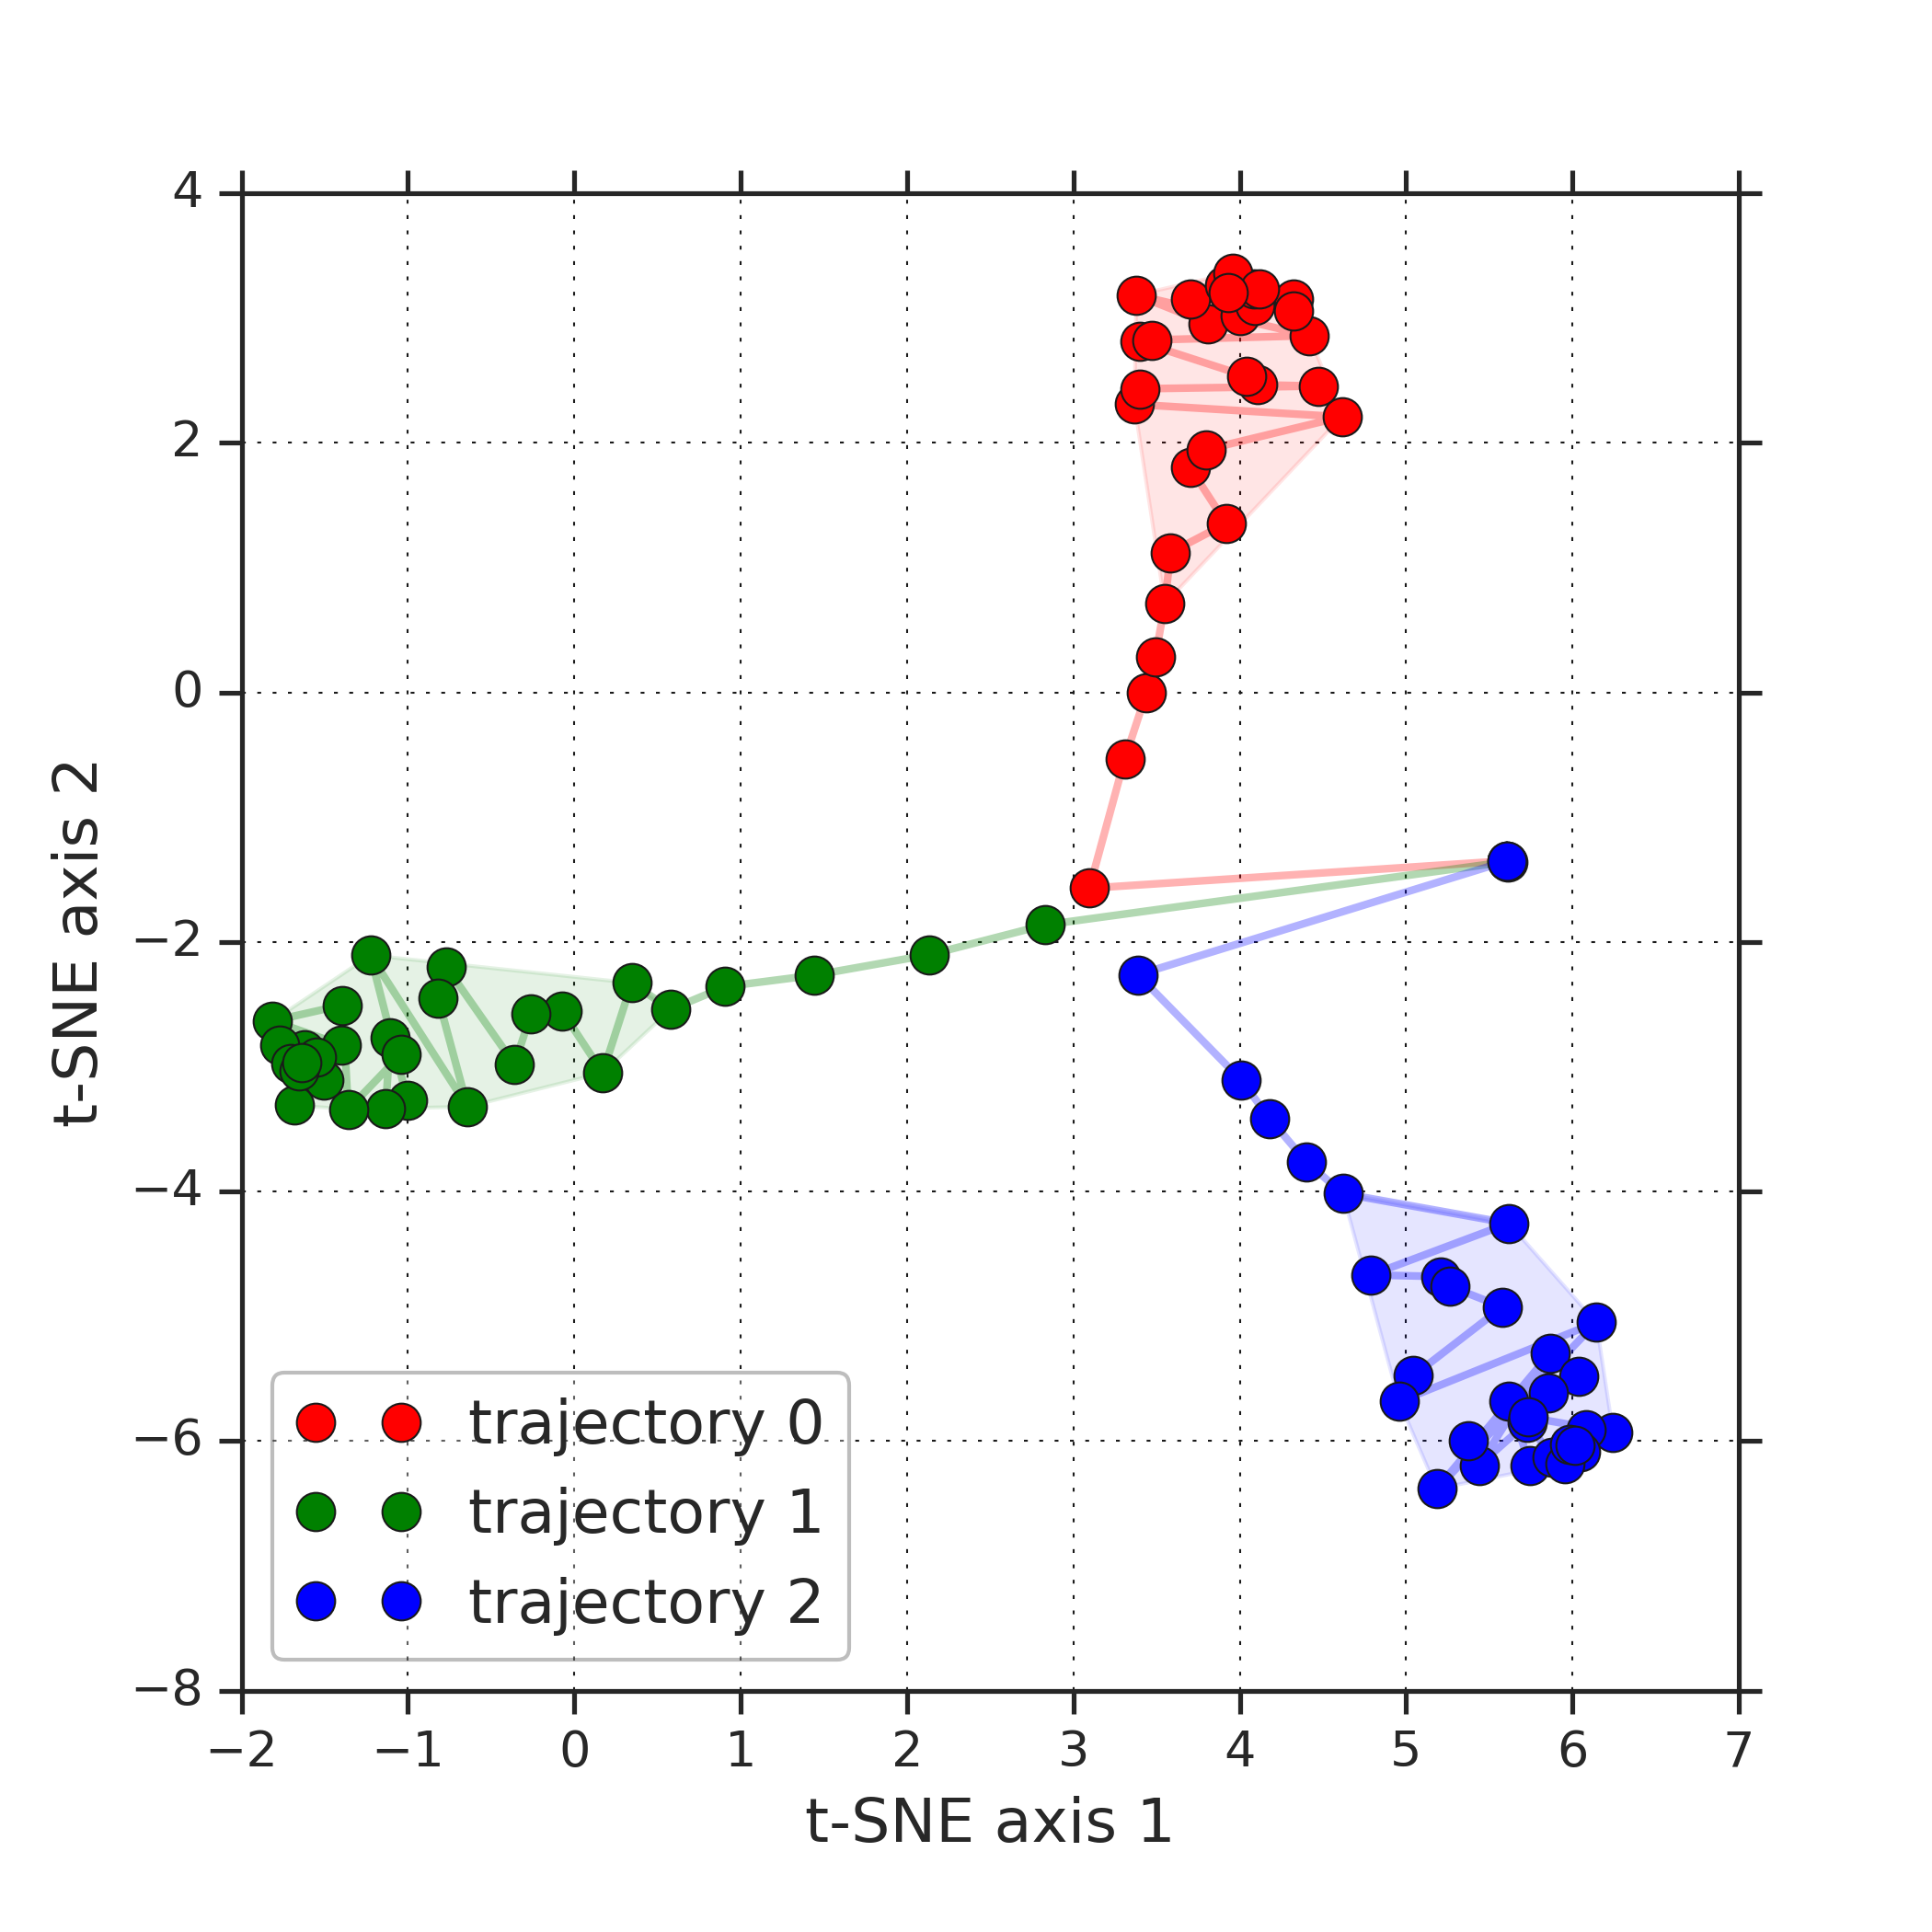 4
2
0
−2
−4
−6
−8
t-SNE axis 2
trajectory 0
trajectory 1
trajectory 2
−2 −1 0 1 2 3 4 5 6 7
t-SNE axis 1